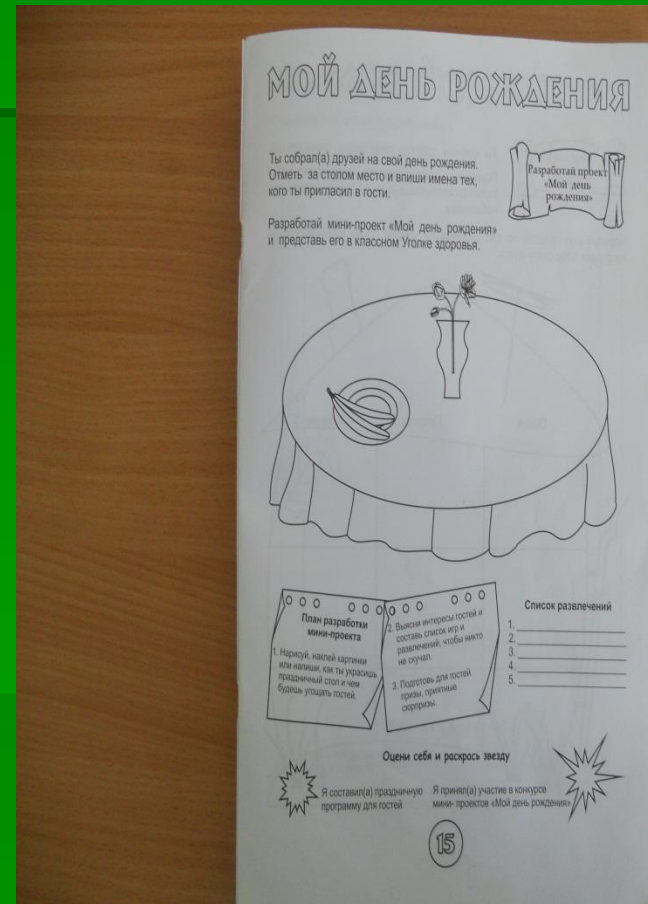 МОЙ ДЕНЬ РОЖДЕНИЯ
Ты собрал(а) друзей на свой день рождения.
Отметь за столом место и впиши имена тех,
кого ты пригласил в гости.
Разработай проект
«Мой день
рождения»
Разработай мини-проект «Мой день рождения»
и представь его в классном Уголке здоровья.
План разработки
мини-проекта
1. Нарисуй, наклей картинки
или напиши, как ты украсишь
праздничный стол и чем
будешь угощать гостей.
2. Выясни интересы гостей и
составь список игр и
развлечений, чтобы никто
не скучал.
3. Подготовь для гостей
призы, приятные
сюрпризы.
Список развлечений
1.
2.
3.
4.
5.
Оцени себя и раскрась звезду
Я составил(а) праздничную
программу для гостей
Я принял(а) участие в конкурсе
мини- проектов «Мой день рождения»
15